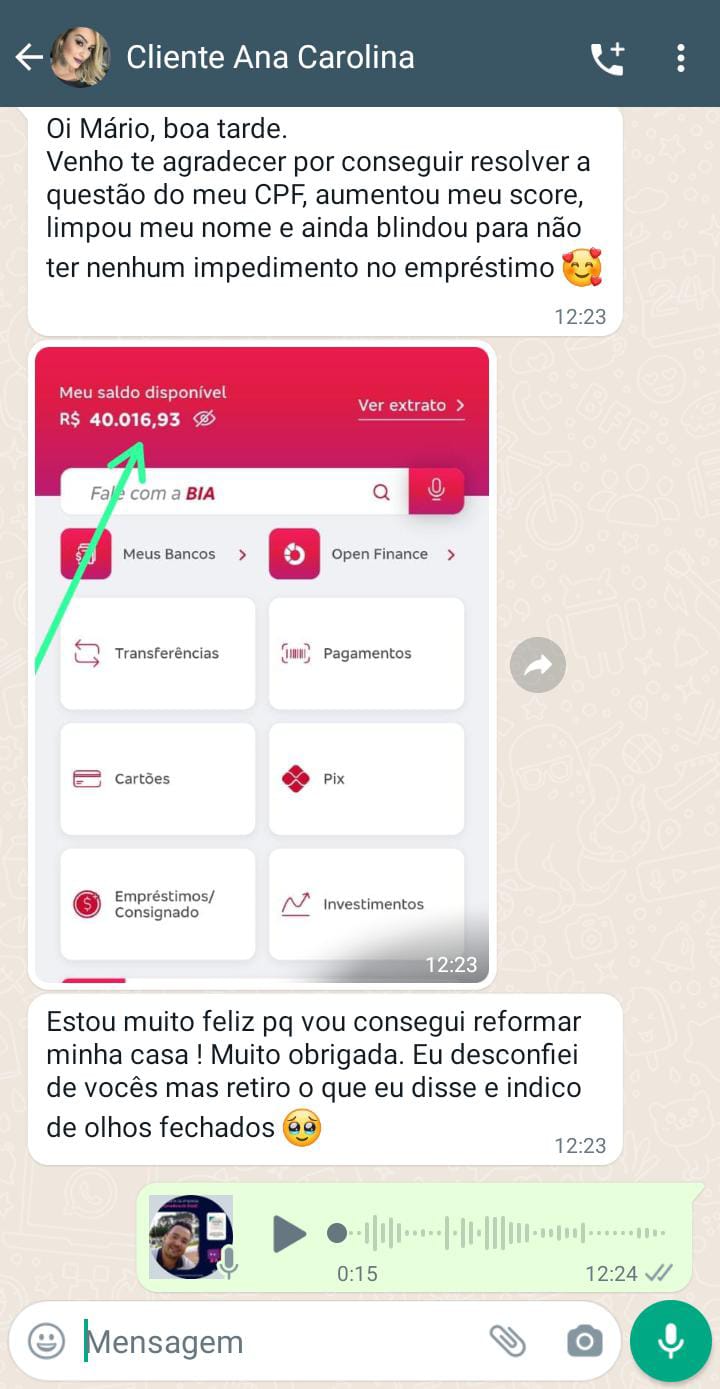 Cliente Ana Carolina
Oi Mário, boa tarde.
Venho te agradecer por conseguir resolver a
questão do meu CPF, aumentou meu score,
limpou meu nome e ainda blindou para não
ter nenhum impedimento no empréstimo
12:23
Meu saldo disponível
R$ 40.016,93
Ver extrato
Fale com a BIA
Meus Bancos
Open Finance
Transferências
Pagamentos
Cartões
Pix
Empréstimos/
Consignado
Investimentos
12:23
Estou muito feliz pq vou consegui reformar
minha casa ! Muito obrigada. Eu desconfiei
de vocês mas retiro o que eu disse e indico
de olhos fechados
12:23
0:15
12:24
Mensagem